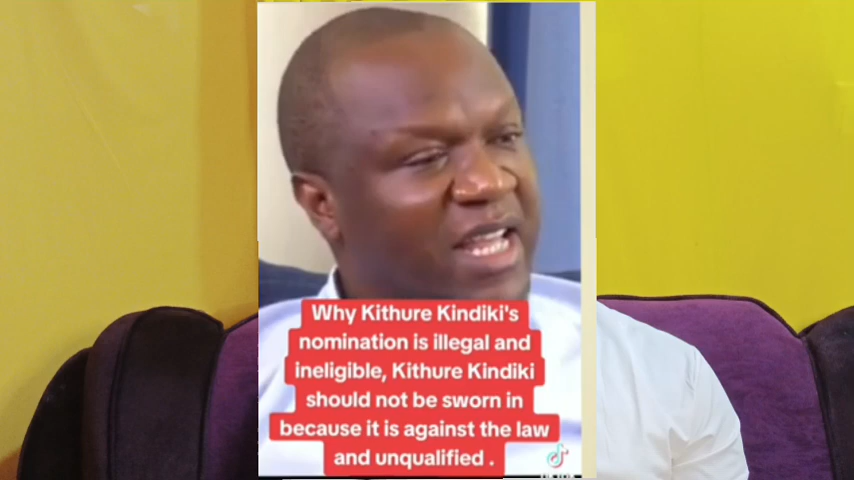 Why Kithure Kindiki's
nomination is illegal and
ineligible, Kithure Kindiki
should not be sworn in
because it is against the law
and unqualified .